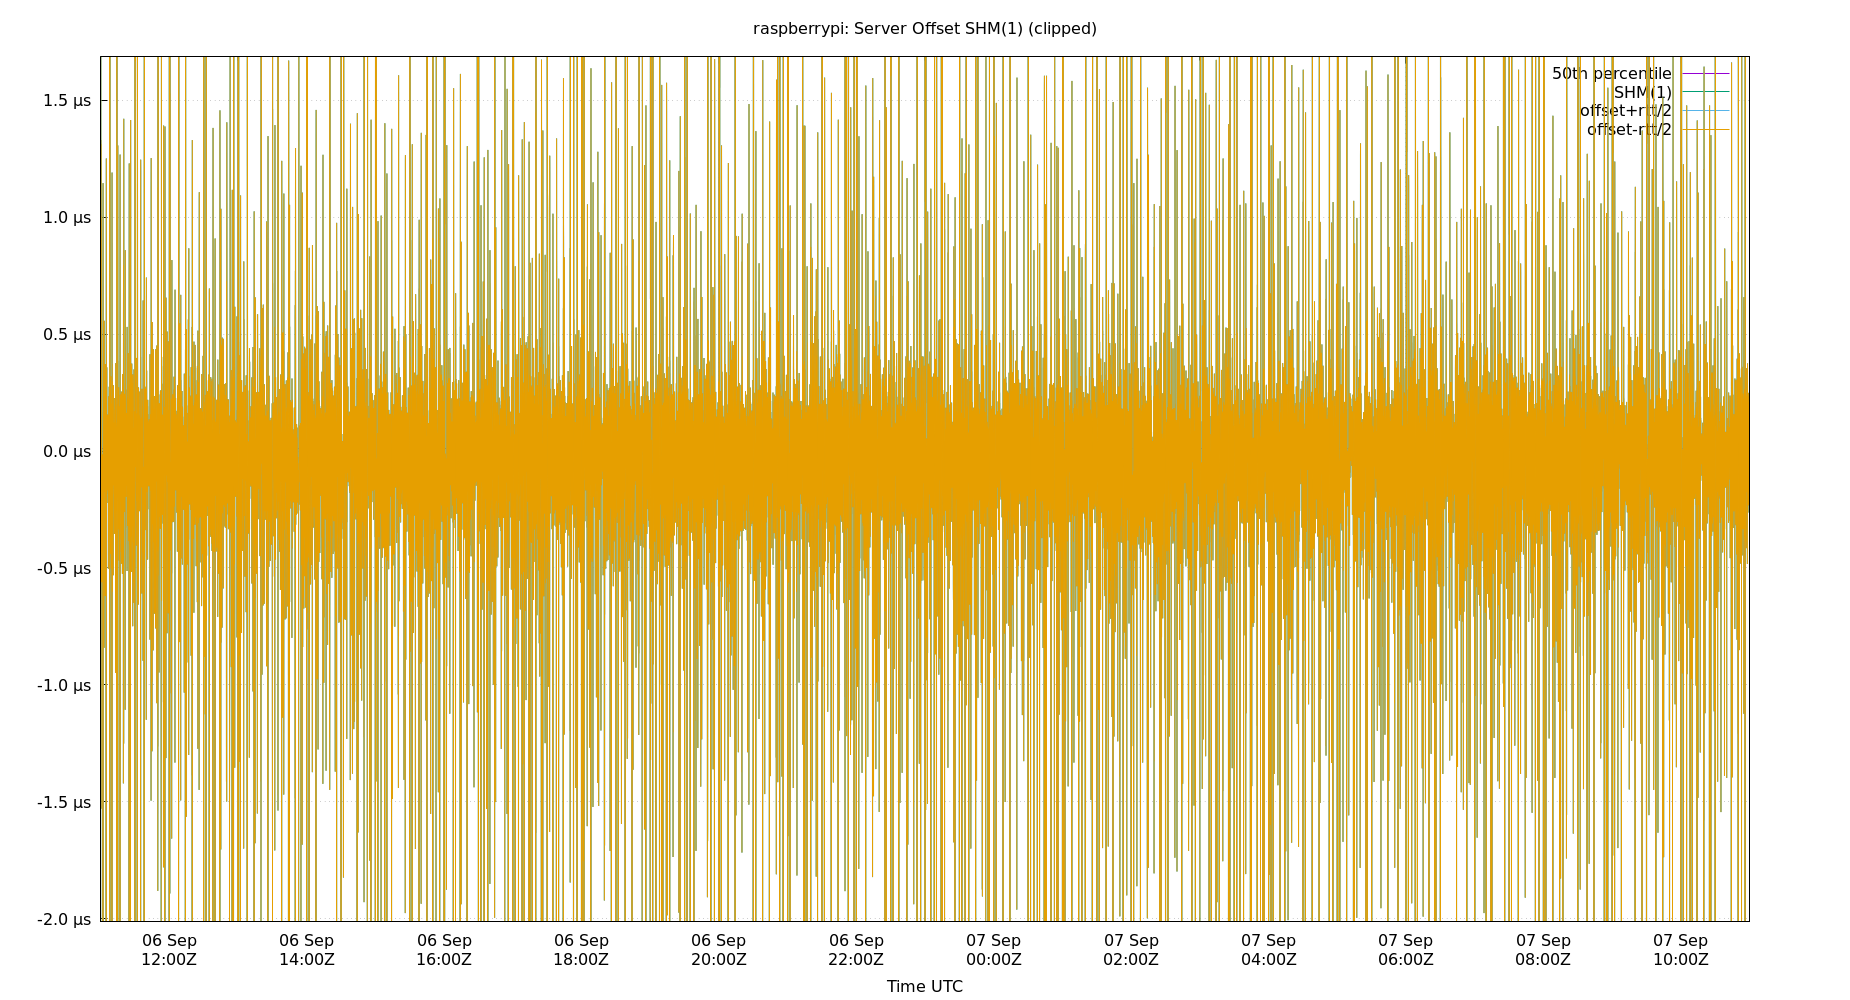 raspberrypi: Server Offset SHM(1) (clipped)
50th percentile
SHM(1)
offset+rtt/2
offset-rtt/2
1.5 µs
1.0 µs
0.5 µs
0.0 µs
-0.5 µs
-1.0 µs
-1.5 µs
-2.0 µs
06 Sep 06 Sep 06 Sep 06 Sep 06 Sep 06 Sep 07 Sep 07 Sep 07 Sep 07 Sep 07 Sep 07 Sep
12:00Z 14:00Z 16:00Z 18:00Z 20:00Z 22:00Z 00:00Z 02:00Z 04:00Z 06:00Z 08:00Z 10:00Z
Time UTC